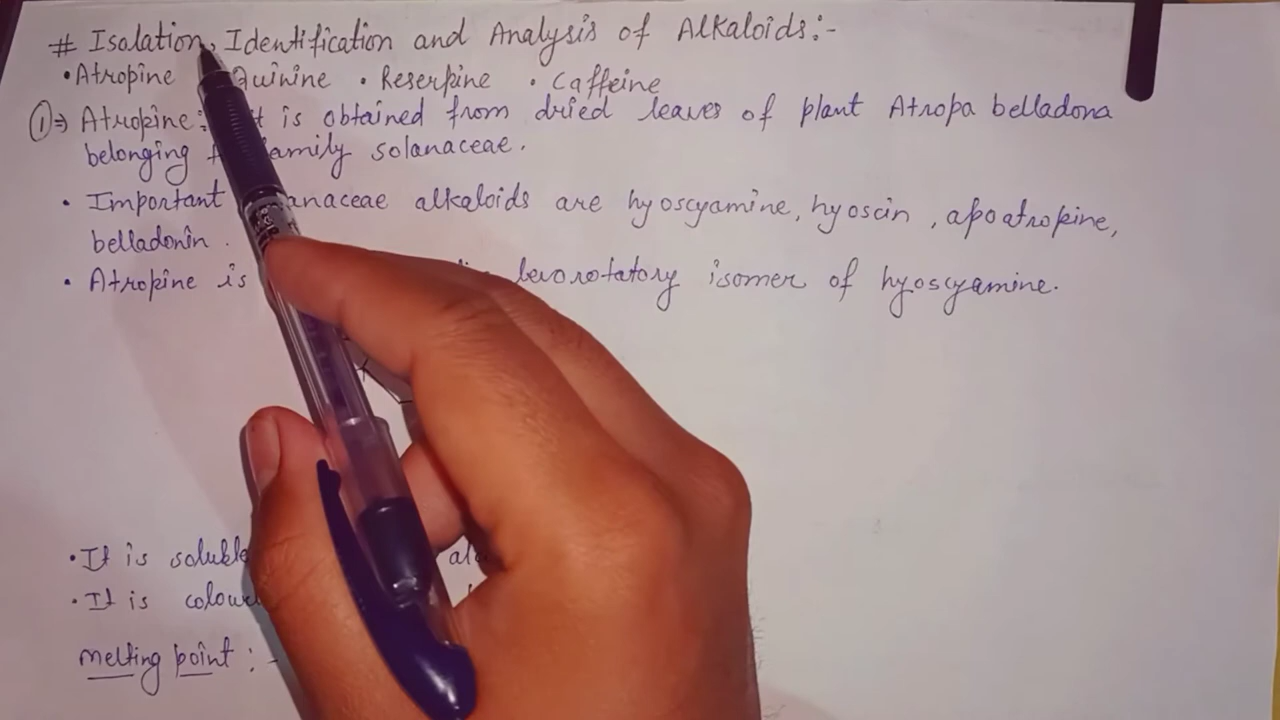 # Isolation, Identification and Analysis of Alkaloids:-
• Atropine Quinine • Reserpine • Caffeine
① ⇒ Atropine: It is obtained from dried leaves of plant Atropa belladona
belonging family solanaceae.
• Important alkaloids are hyoscyamine, hyoscin, apoatropine,
belladonin.
• Atropine is levorotatory isomer of hyoscyamine.
• It is soluble
• It is
melting point :-